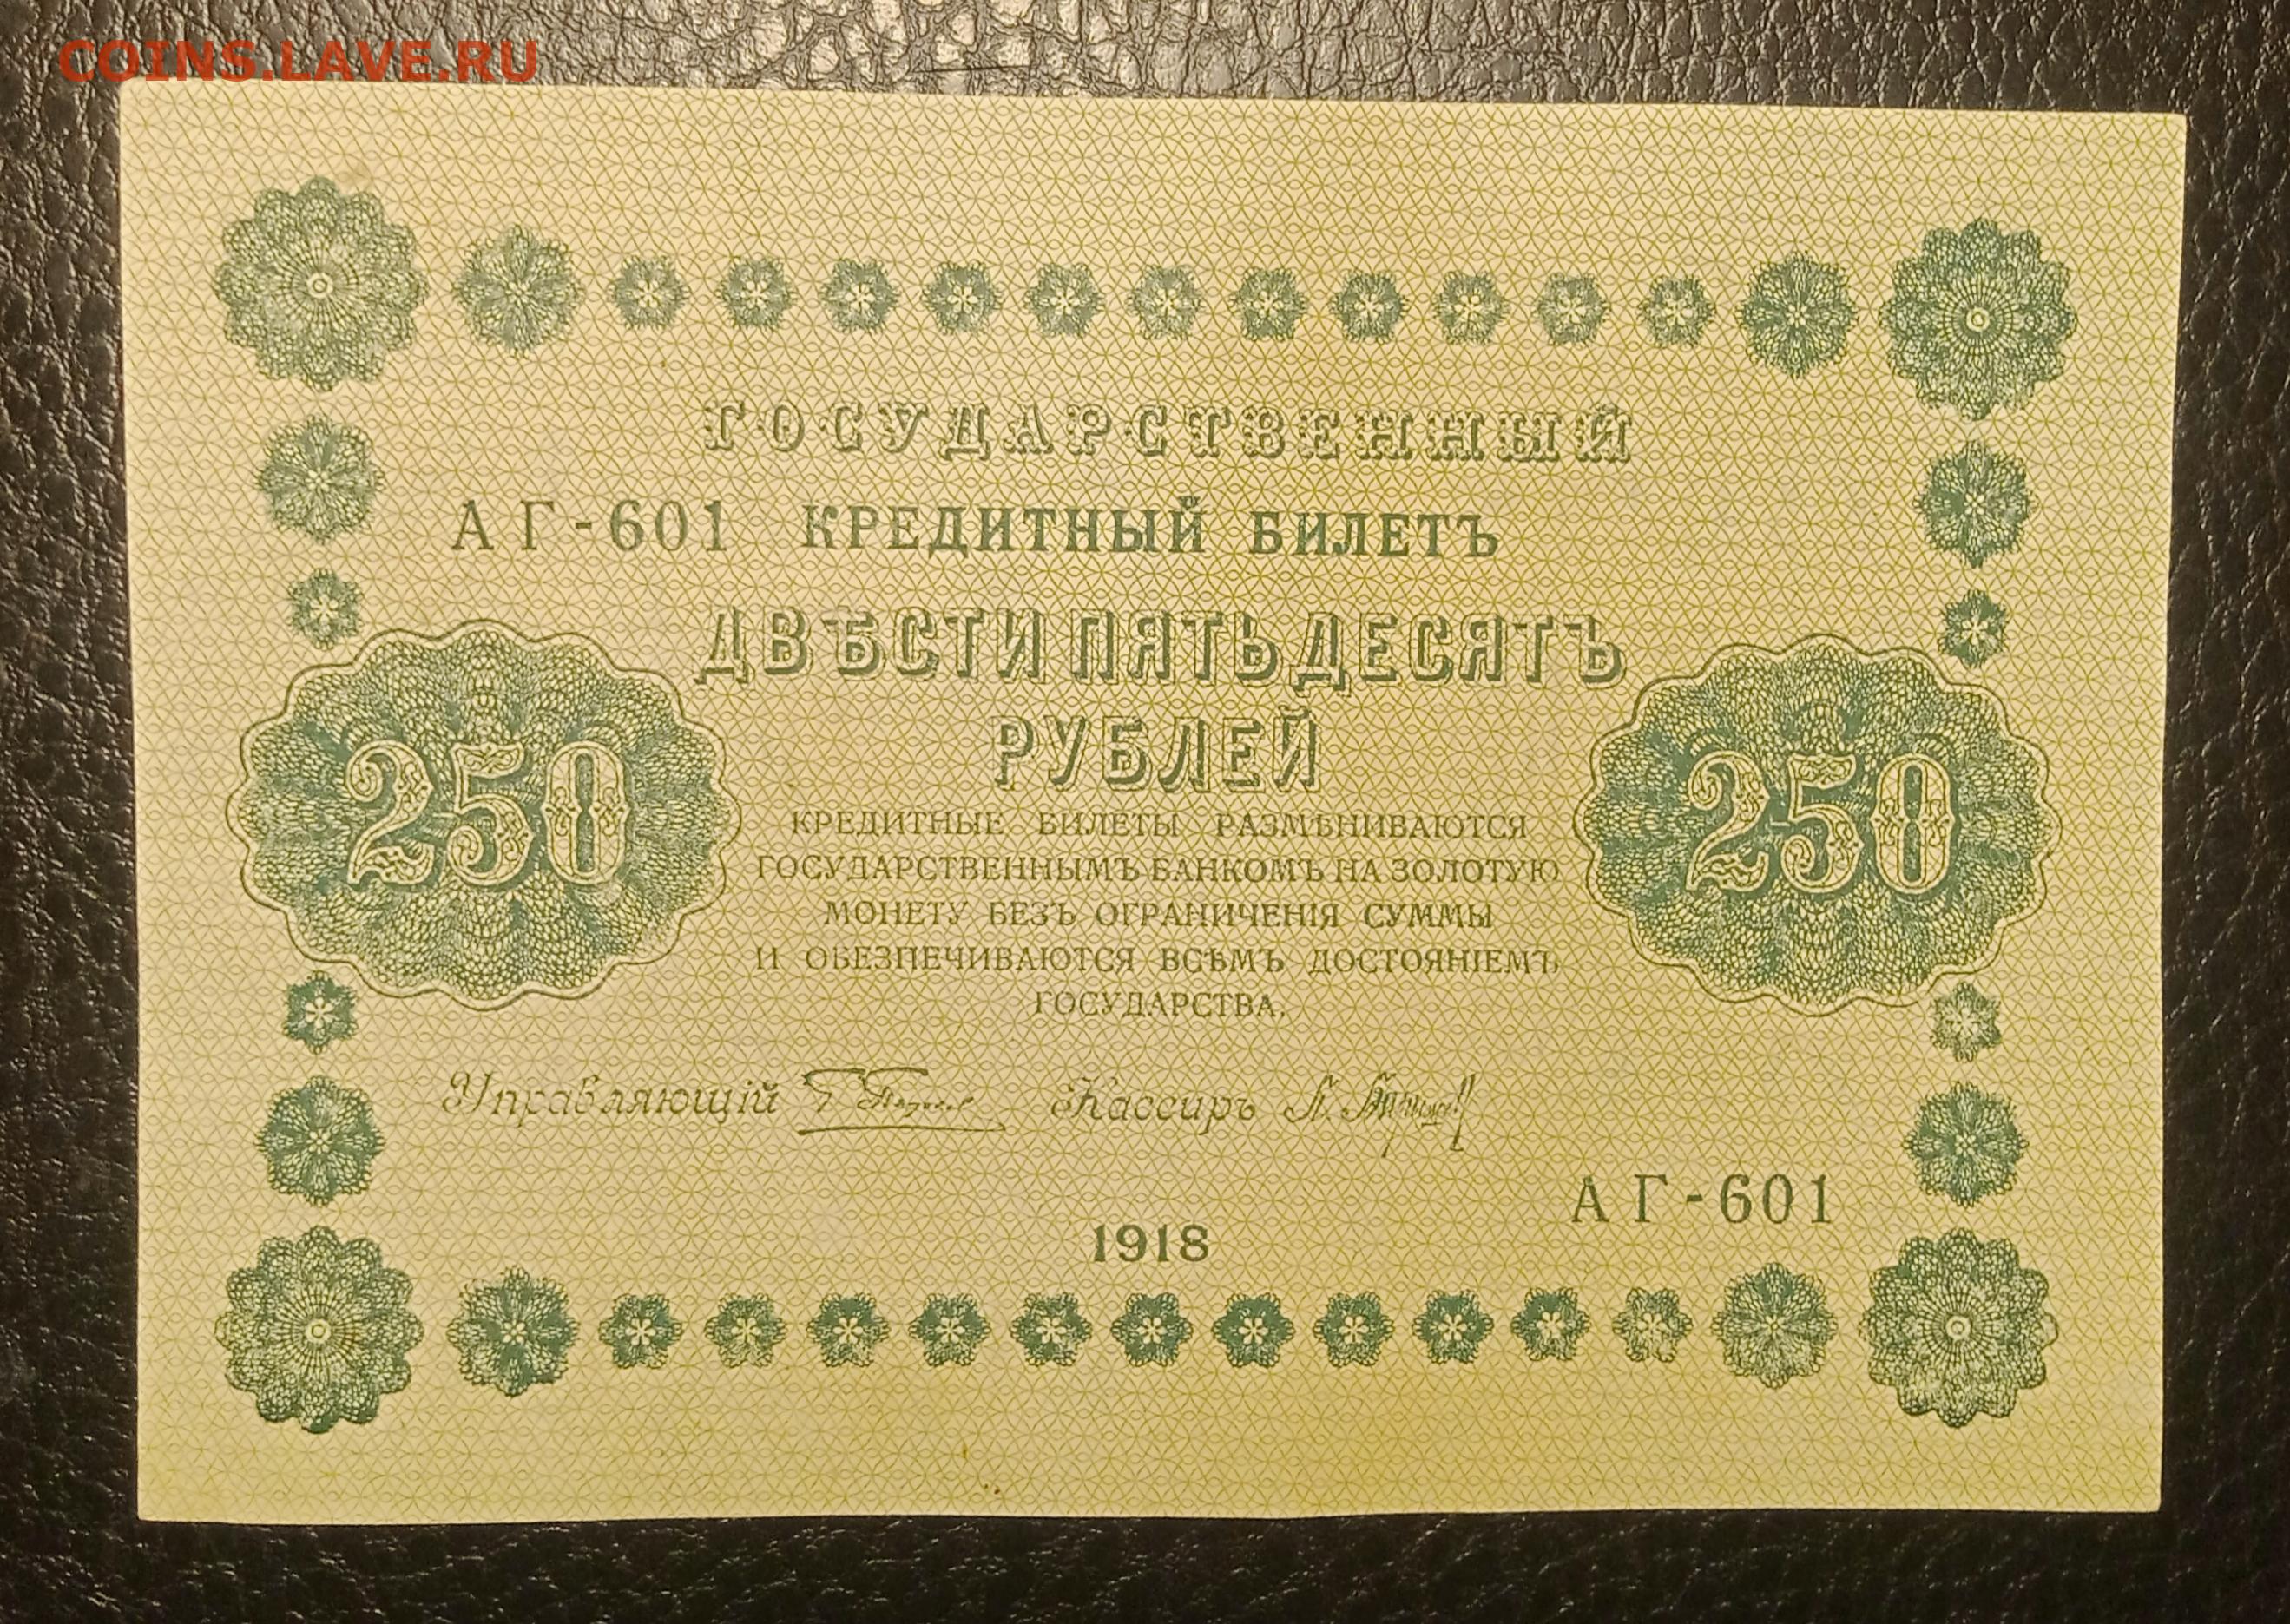 COINS.LAVE.RU
ГОСУДАРСТВЕННЫЙ
АГ-601 КРЕДИТНЫЙ БИЛЕТЪ
ДВѢСТИ ПЯТЬДЕСЯТЪ
РУБЛЕЙ
250
250
КРЕДИТНЫЕ БИЛЕТЫ РАЗМѢНИВАЮТСЯ
ГОСУДАРСТВЕННЫМЪ БАНКОМЪ НА ЗОЛОТУЮ
МОНЕТУ БЕЗЪ ОГРАНИЧЕНІЯ СУММЫ
И ОБЕЗПЕЧИВАЮТСЯ ВСѢМЪ ДОСТОЯНІЕМЪ
ГОСУДАРСТВА.
Управляющій Кассиръ
АГ-601
1918